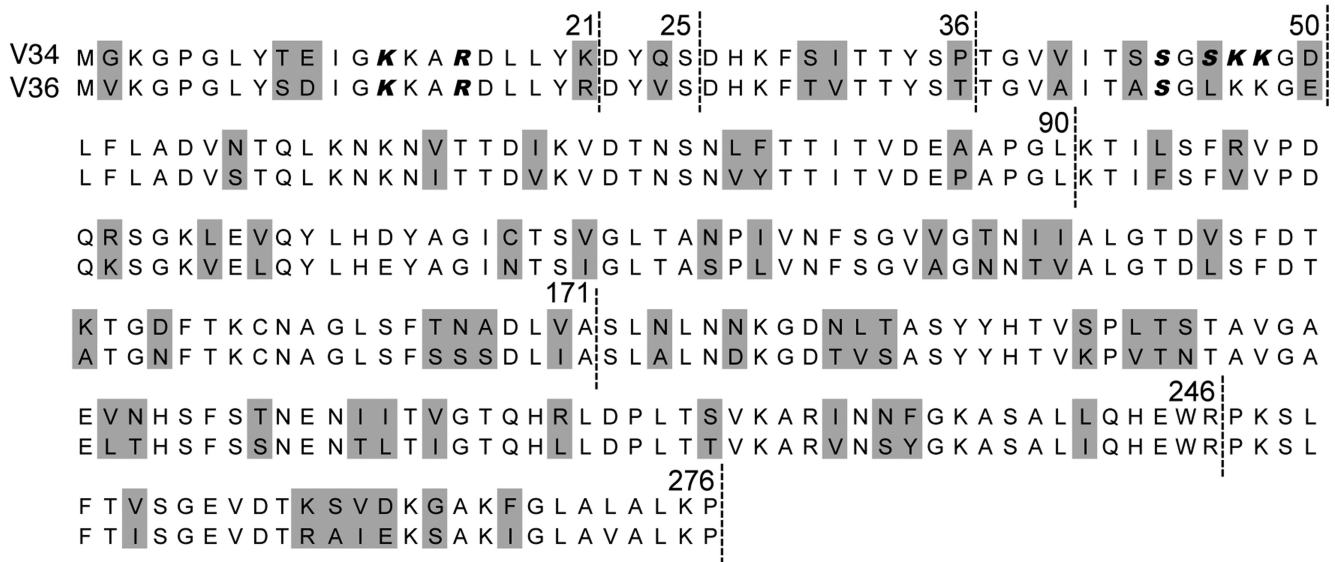 21 25 36 50
V34 M G K G P G L Y T E I G K K A R D L L Y K D Y Q S D H K F S I T T Y S P T G V V I T S S G S K K G D
V36 M V K G P G L Y S D I G K K A R D L L Y R D Y V S D H K F T V T T Y S T T G V A I T A S G L K K G E
90
L F L A D V N T Q L K N K N V T T D I K V D T N S N L F T T I T V D E A A P G L K T I L S F R V P D
L F L A D V S T Q L K N K N I T T D V K V D T N S N V Y T T I T V D E P A P G L K T I F S F V V P D
Q R S G K L E V Q Y L H D Y A G I C T S V G L T A N P I V N F S G V V G T N I I A L G T D V S F D T
Q K S G K V E L Q Y L H E Y A G I N T S I G L T A S P L V N F S G V A G N N T V A L G T D L S F D T
171
K T G D F T K C N A G L S F T N A D L V A S L N L N N K G D N L T A S Y Y H T V S P L T S T A V G A
A T G N F T K C N A G L S F S S S D L I A S L A L N D K G D T V S A S Y Y H T V K P V T N T A V G A
246
E V N H S F S T N E N I I T V G T Q H R L D P L T S V K A R I N N F G K A S A L L Q H E W R P K S L
E L T H S F S S N E N T L T I G T Q H L L D P L T T V K A R V N S Y G K A S A L I Q H E W R P K S L
276
F T V S G E V D T K S V D K G A K F G L A L A L K P
F T I S G E V D T R A I E K S A K I G L A V A L K P